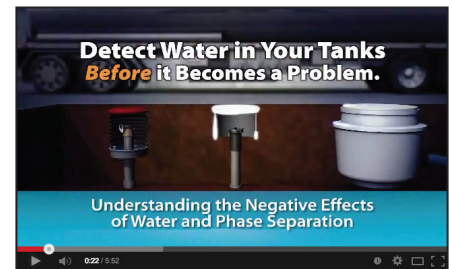 Detect Water in Your Tanks
Before it Becomes a Problem.
Understanding the Negative Effects
of Water and Phase Separation
0:22 / 5:52